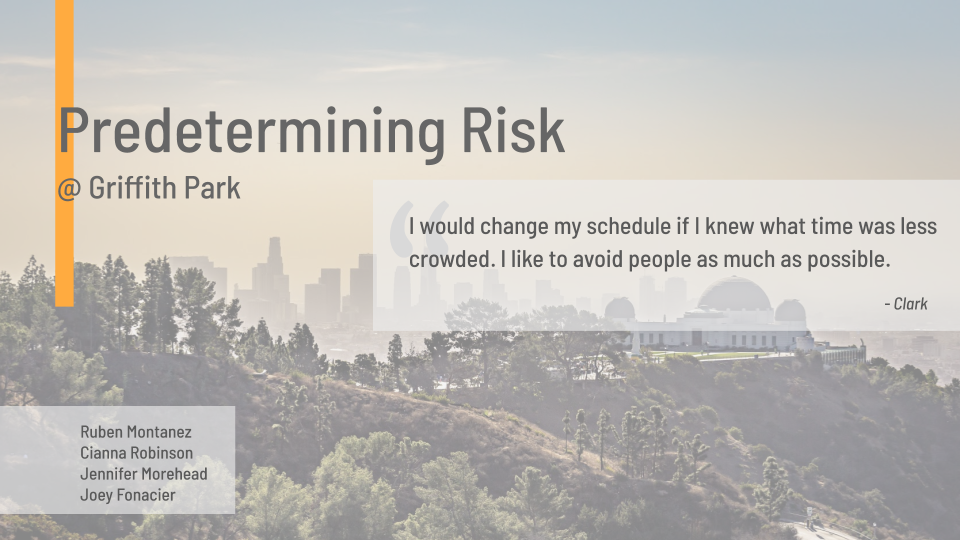 Predetermining Risk
@ Griffith Park
“
I would change my schedule if I knew what time was less
crowded. I like to avoid people as much as possible.
- Clark
Ruben Montanez
Cianna Robinson
Jennifer Morehead
Joey Fonacier